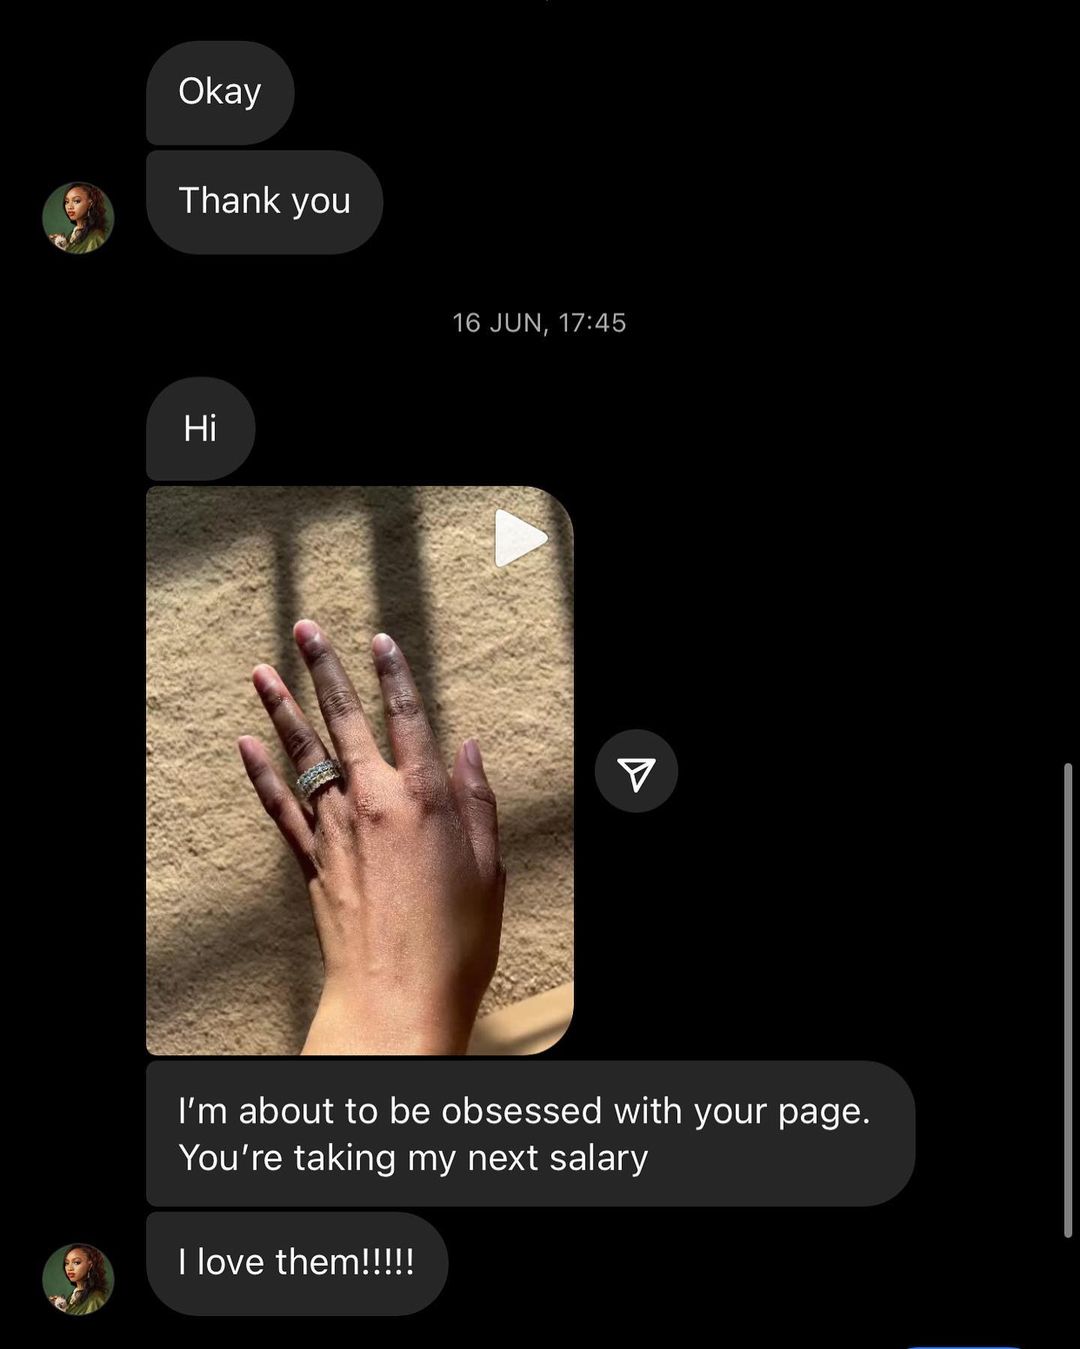 Okay
Thank you
16 JUN, 17:45
Hi
I’m about to be obsessed with your page.
You’re taking my next salary
I love them!!!!!